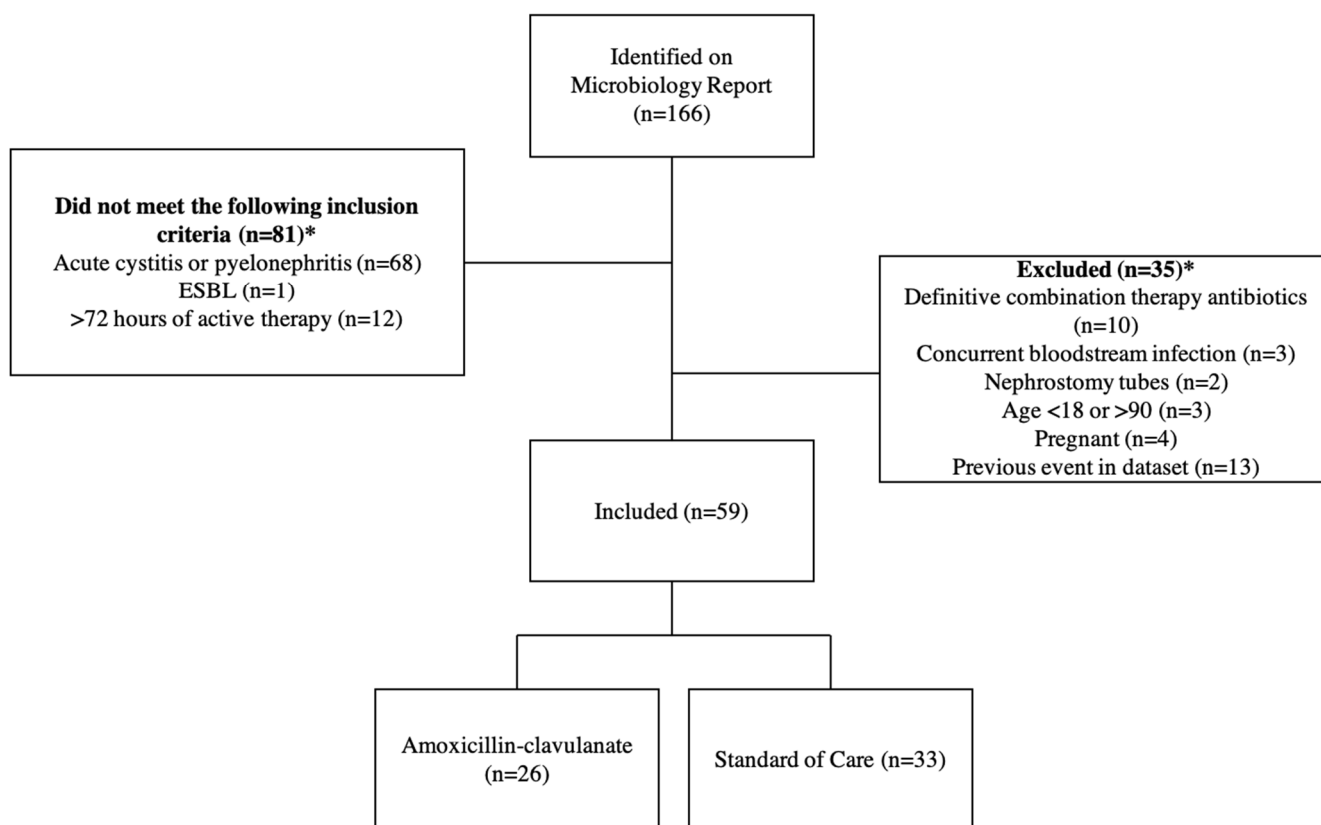 Identified on
Microbiology Report
(n=166)
Did not meet the following inclusion
criteria (n=81)*
Acute cystitis or pyelonephritis (n=68)
ESBL (n=1)
>72 hours of active therapy (n=12)
Excluded (n=35)*
Definitive combination therapy antibiotics
(n=10)
Concurrent bloodstream infection (n=3)
Nephrostomy tubes (n=2)
Age <18 or >90 (n=3)
Pregnant (n=4)
Previous event in dataset (n=13)
Included (n=59)
Amoxicillin-clavulanate
(n=26)
Standard of Care (n=33)